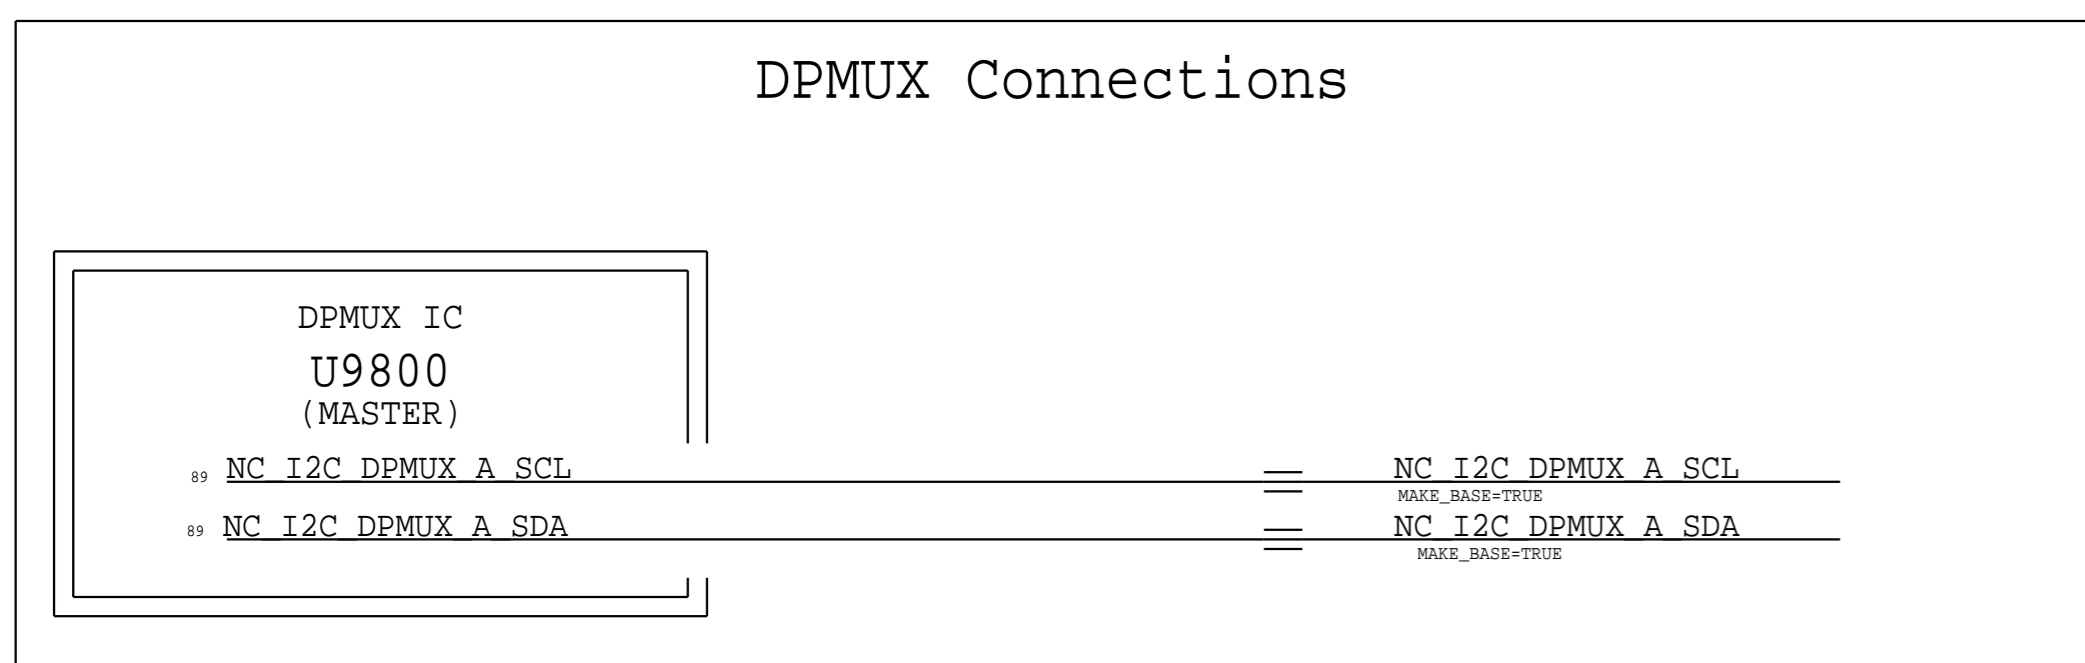 DPMUX Connections
DPMUX IC
U9800
(MASTER)
89 NC_I2C_DPMUX_A_SCL NC_I2C_DPMUX_A_SCL
MAKE_BASE=TRUE
89 NC_I2C_DPMUX_A_SDA NC_I2C_DPMUX_A_SDA
MAKE_BASE=TRUE